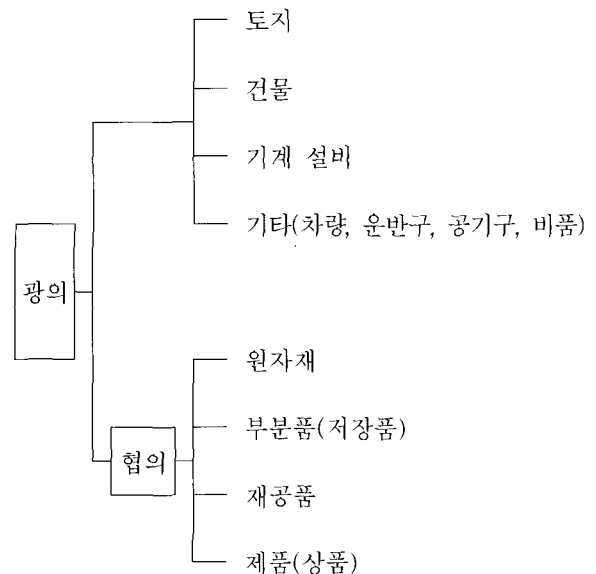 토지
건물
기계 설비
기타(차량, 운반구, 공기구, 비품)
광의
원자재
부분품(저장품)
협의
재공품
제품(상품)